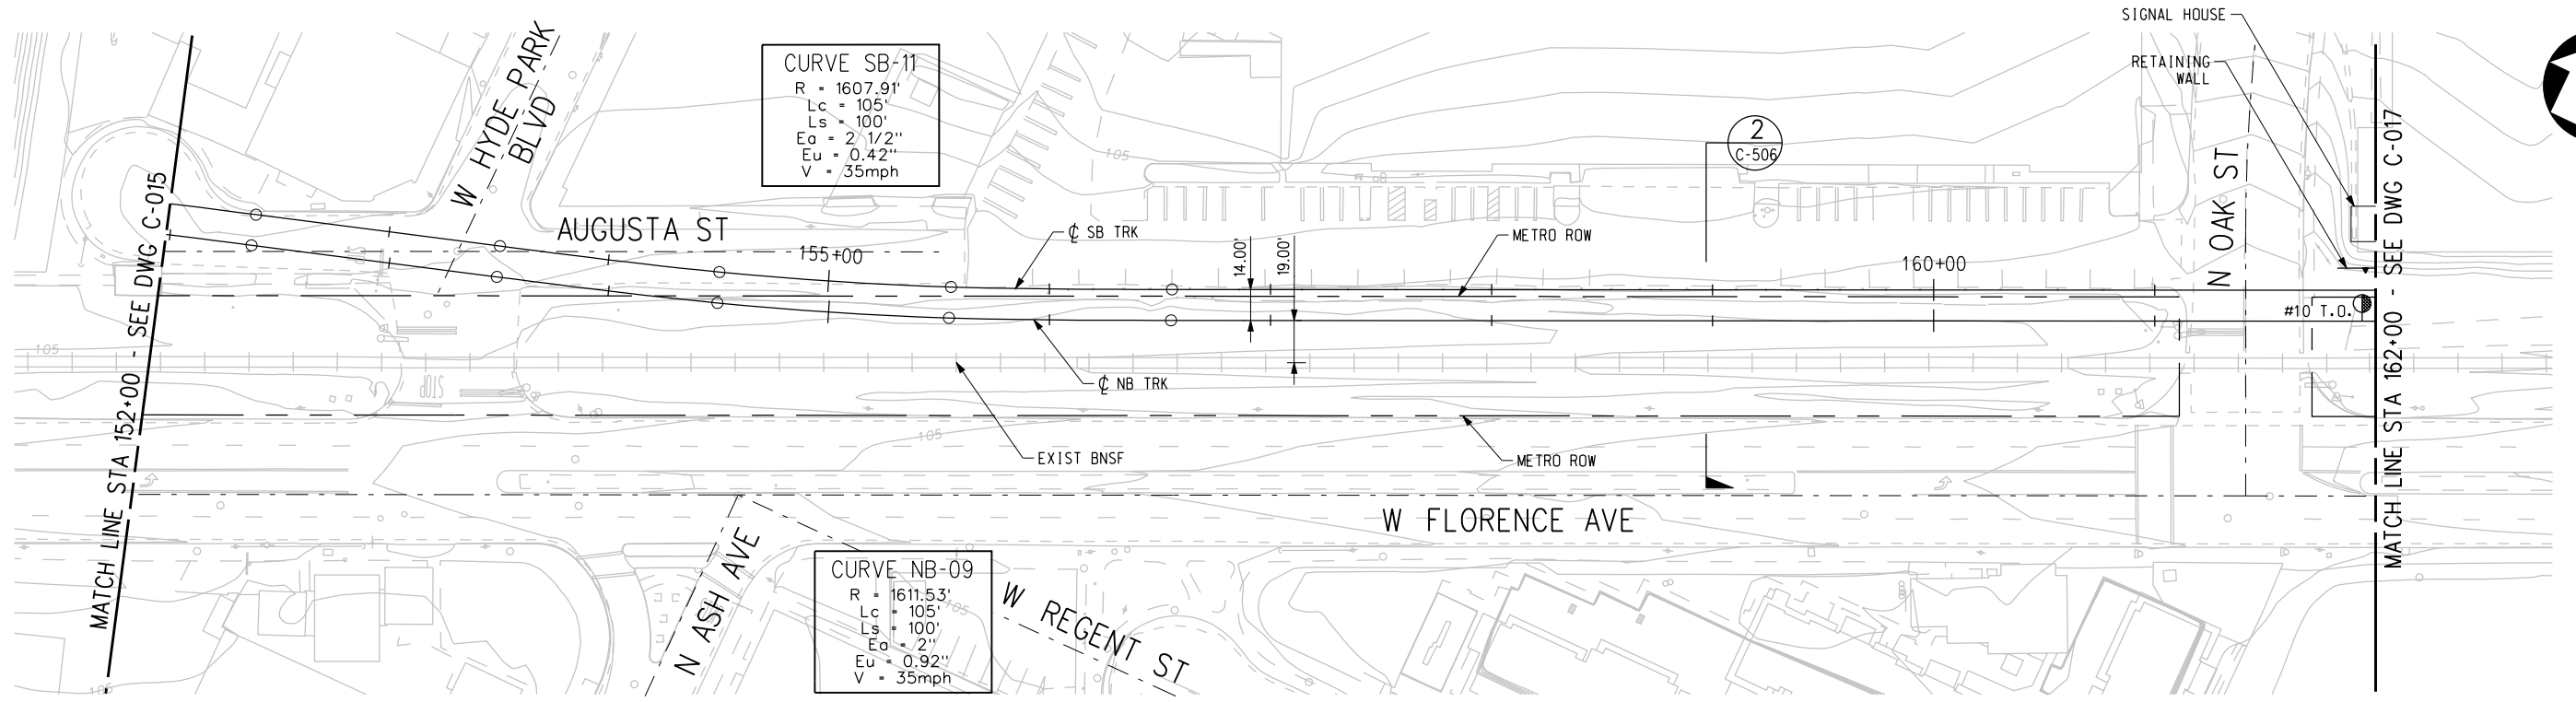 SIGNAL HOUSE
RETAINING
WALL
W HYDE PARK
BLVD
CURVE SB-11
R = 1607.91'
Lc = 105'
Ls = 100'
Ea = 2 1/2"
Eu = 0.42"
V = 35mph
2
C-506
105
AUGUSTA ST
155+00
℄ SB TRK
14.00'
19.00'
METRO ROW
160+00
N OAK ST
#10 T.O.
MATCH LINE STA 152+00 - SEE DWG C-015
MATCH LINE STA 162+00 - SEE DWG C-017
105
STOP
℄ NB TRK
EXIST BNSF
105
METRO ROW
W FLORENCE AVE
N ASH AVE
CURVE NB-09
R = 1611.53'
Lc = 105'
Ls = 100'
Ea = 2"
Eu = 0.92"
V = 35mph
105
W REGENT ST
105